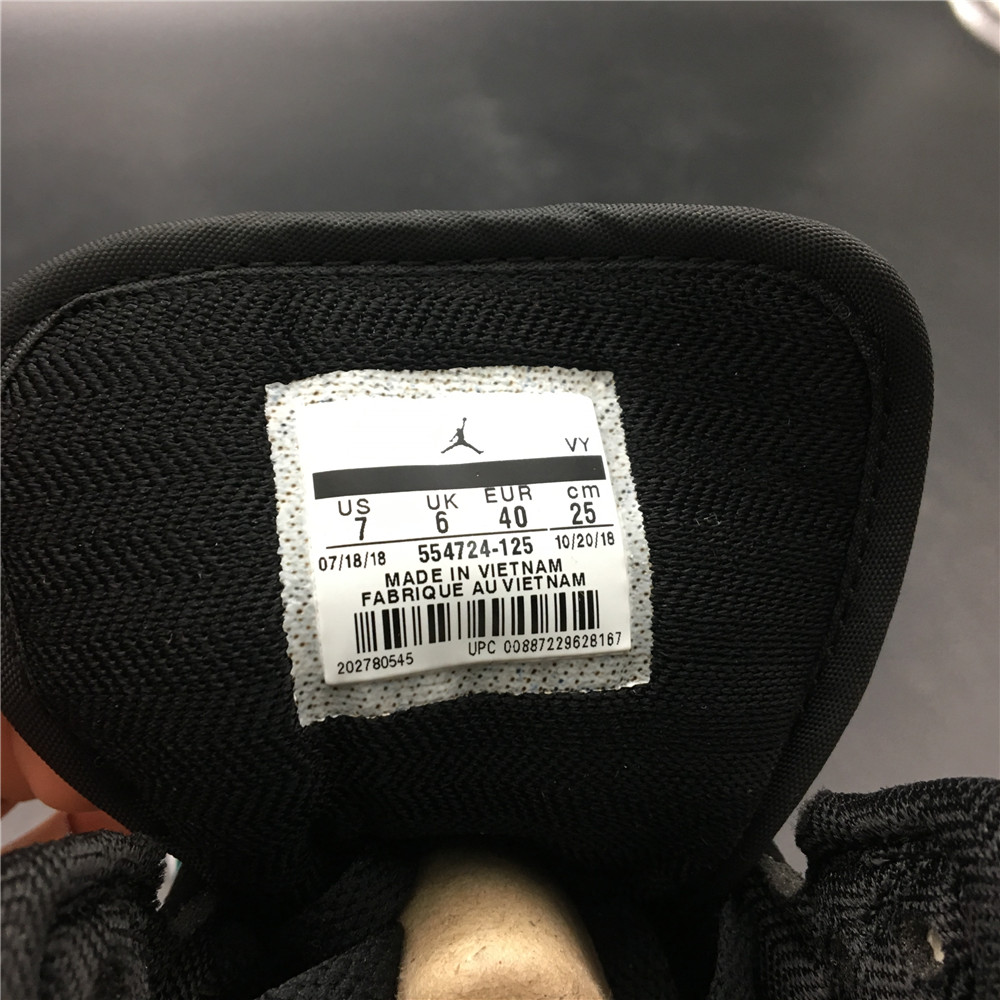 VY
US UK EUR cm
7 6 40 25
07/18/18 554724-125 10/20/18
MADE IN VIETNAM
FABRIQUE AU VIETNAM
202780545 UPC 00887229628167